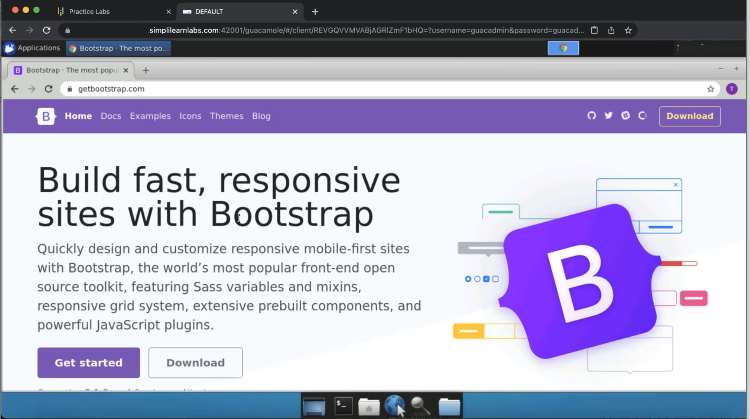 Practice Labs
DEFAULT
.simplilearnlabs.com:42001/guacamole/#/client/REVGQVVMVABjAGRlZmF1bHQ=?username=guacadmin&password=guacad...
Applications
Bootstrap · The most po...
Bootstrap · The most popu
getbootstrap.com
T
B
Home
Docs
Examples
Icons
Themes
Blog
Download
Build fast, responsive
sites with Bootstrap
Quickly design and customize responsive mobile-first sites
with Bootstrap, the world's most popular front-end open
source toolkit, featuring Sass variables and mixins,
responsive grid system, extensive prebuilt components, and
powerful JavaScript plugins.
B
Get started
Download